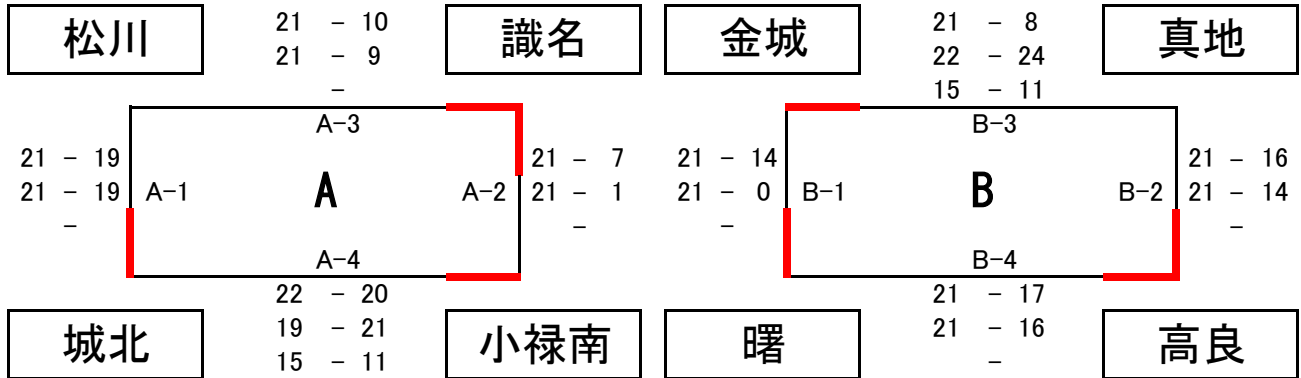 松川
21 - 10
21 - 9
-
識名
A-3
21 - 19
21 - 19
-
A-1
A
A-2
21 - 7
21 - 1
-
A-4
城北
22 - 20
19 - 21
15 - 11
小禄南
金城
21 - 8
22 - 24
15 - 11
真地
B-3
21 - 14
21 - 0
-
B-1
B
B-2
21 - 16
21 - 14
-
B-4
曙
21 - 17
21 - 16
-
高良